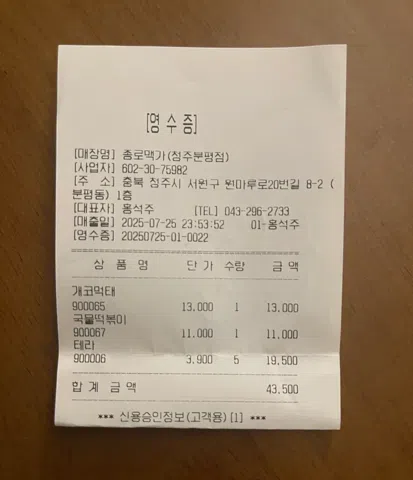 [영 수 증]
[매장명] 종로맥가(청주분평점)
[사업자] 602-30-75982
[주 소] 충북 청주시 서원구 원마루로20번길 8-2 (
분평동) 1층
[대표자] 홍석주 [TEL] 043-296-2733
[매출일] 2025-07-25 23:53:52 01-홍석주
[영수증] 20250725-01-0022
상 품 명 단 가 수량 금 액
개코먹태
900065 13,000 1 13,000
국물떡볶이
900067 11,000 1 11,000
테라
900006 3,900 5 19,500
합 계 금 액 43,500
*** 신용승인정보(고객용) [1] ***